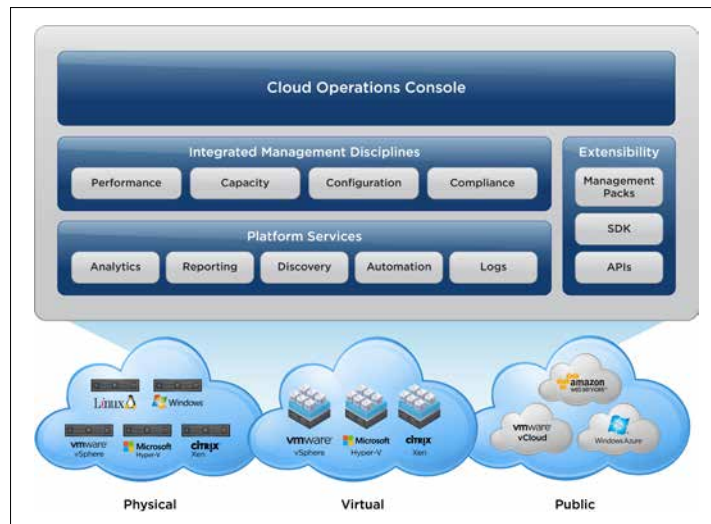 Cloud Operations Console
Integrated Management Disciplines
Performance
Capacity
Configuration
Compliance
Extensibility
Management
Packs
SDK
APIs
Platform Services
Analytics
Reporting
Discovery
Automation
Logs
Linux
Windows
vmware
vSphere
Microsoft
Hyper-V
citrix
Xen
vmware
vSphere
Microsoft
Hyper-V
citrix
Xen
amazon
web services™
vmware
vCloud
Windows Azure
Physical
Virtual
Public